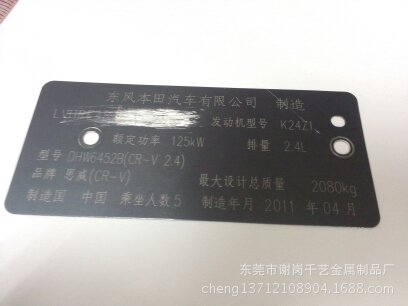 东风本田汽车有限公司 制造
发动机型号 K24Z1
额定功率 125kW 排量 2.4L
型号 DHW6452B(CR-V 2.4)
最大设计总质量 2080kg
品牌 思威(CR-V)
制造国 中国 乘坐人数 5 制造年月 2011 年 04 月
东莞市谢岗千艺金属制品厂
cheng13712108904.1688.com